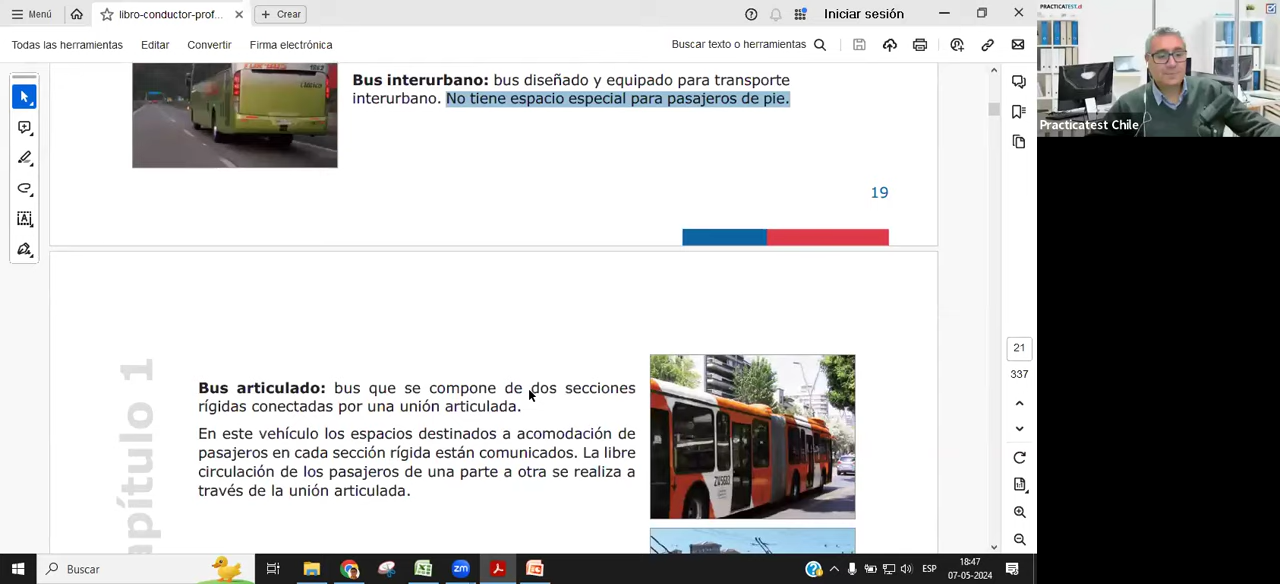 Menú
libro-conductor-prof...
Crear
Iniciar sesión
Todas las herramientas
Editar
Convertir
Firma electrónica
Buscar texto o herramientas
Bus interurbano: bus diseñado y equipado para transporte
interurbano. No tiene espacio especial para pasajeros de pie.
19
Capítulo 1
Bus articulado: bus que se compone de dos secciones
rígidas conectadas por una unión articulada.
En este vehículo los espacios destinados a acomodación de
pasajeros en cada sección rígida están comunicados. La libre
circulación de los pasajeros de una parte a otra se realiza a
través de la unión articulada.
21
337
PRACTICATEST.cl
Practicatest Chile
Buscar
zm
ESP
18:47
07-05-2024